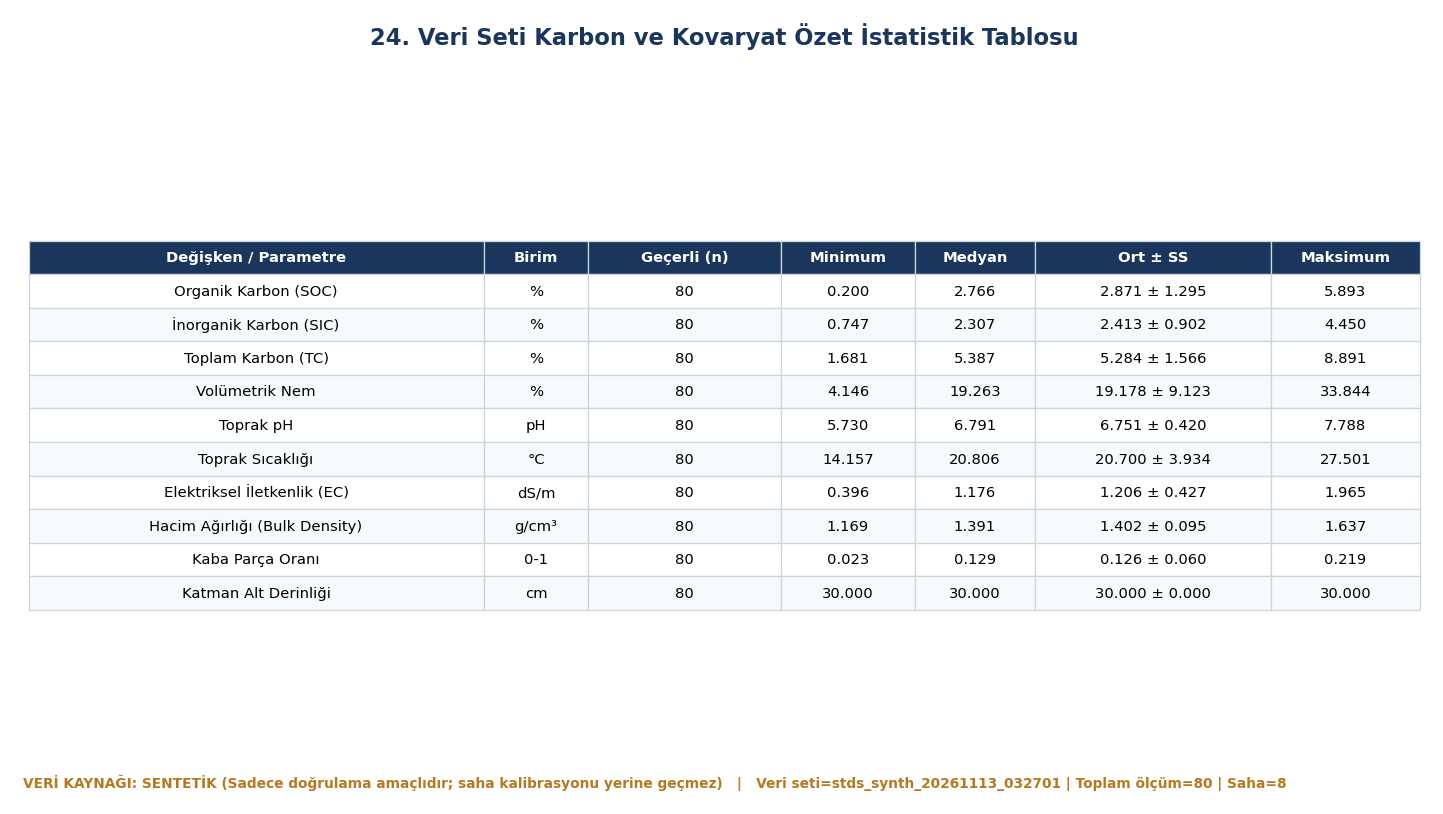 24. Veri Seti Karbon ve Kovaryat Özet İstatistik Tablosu
Değişken / Parametre Birim Geçerli (n) Minimum Medyan Ort ± SS Maksimum
Organik Karbon (SOC) % 80 0.200 2.766 2.871 ± 1.295 5.893
İnorganik Karbon (SIC) % 80 0.747 2.307 2.413 ± 0.902 4.450
Toplam Karbon (TC) % 80 1.681 5.387 5.284 ± 1.566 8.891
Volümetrik Nem % 80 4.146 19.263 19.178 ± 9.123 33.844
Toprak pH pH 80 5.730 6.791 6.751 ± 0.420 7.788
Toprak Sıcaklığı °C 80 14.157 20.806 20.700 ± 3.934 27.501
Elektriksel İletkenlik (EC) dS/m 80 0.396 1.176 1.206 ± 0.427 1.965
Hacim Ağırlığı (Bulk Density) g/cm³ 80 1.169 1.391 1.402 ± 0.095 1.637
Kaba Parça Oranı 0-1 80 0.023 0.129 0.126 ± 0.060 0.219
Katman Alt Derinliği cm 80 30.000 30.000 30.000 ± 0.000 30.000
VERİ KAYNAĞI: SENTETİK (Sadece doğrulama amaçlıdır; saha kalibrasyonu yerine geçmez) | Veri seti=stds_synth_20261113_032701 | Toplam ölçüm=80 | Saha=8